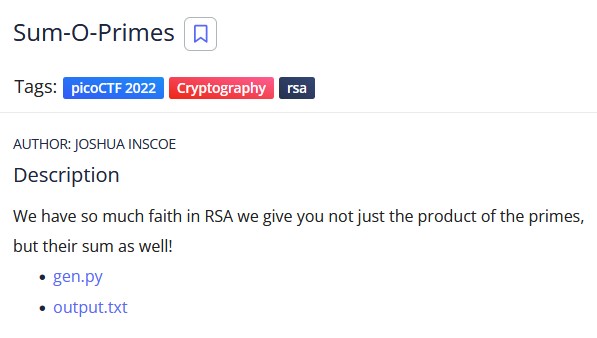 Sum-O-Primes
Tags: picoCTF 2022 Cryptography rsa
AUTHOR: JOSHUA INSCOE
Description
We have so much faith in RSA we give you not just the product of the primes,
but their sum as well!
• gen.py
• output.txt